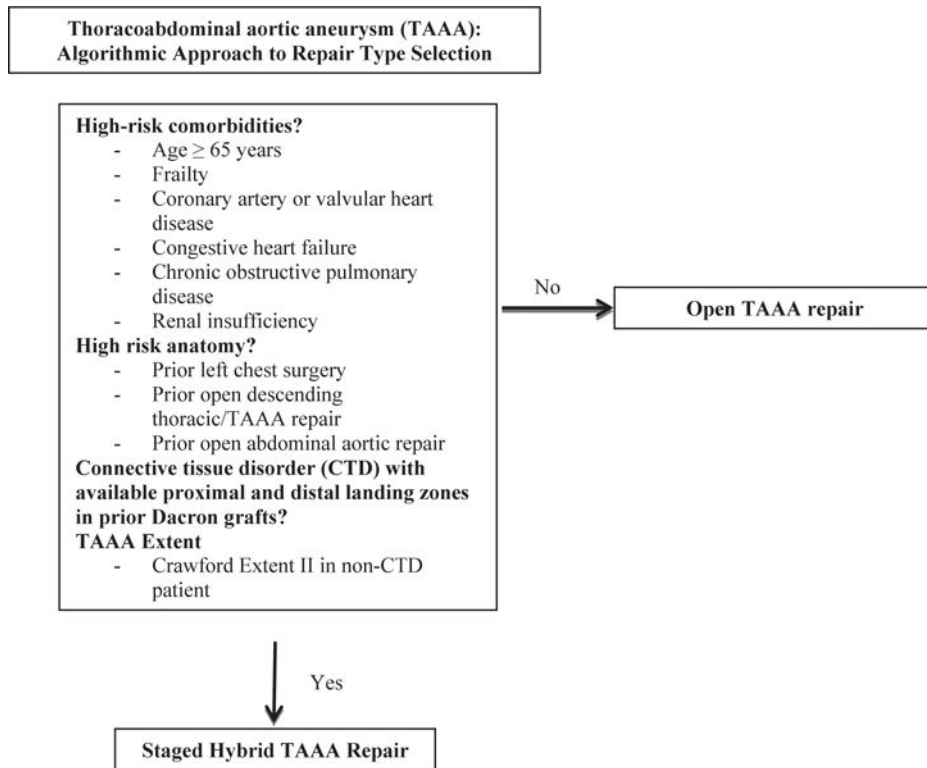 Thoracoabdominal aortic aneurysm (TAAA):
Algorithmic Approach to Repair Type Selection
High-risk comorbidities?
- Age ≥ 65 years
- Frailty
- Coronary artery or valvular heart
disease
- Congestive heart failure
- Chronic obstructive pulmonary
disease
- Renal insufficiency
High risk anatomy?
- Prior left chest surgery
- Prior open descending
thoracic/TAAA repair
- Prior open abdominal aortic repair
Connective tissue disorder (CTD) with
available proximal and distal landing zones
in prior Dacron grafts?
TAAA Extent
- Crawford Extent II in non-CTD
patient
No
Open TAAA repair
Yes
Staged Hybrid TAAA Repair